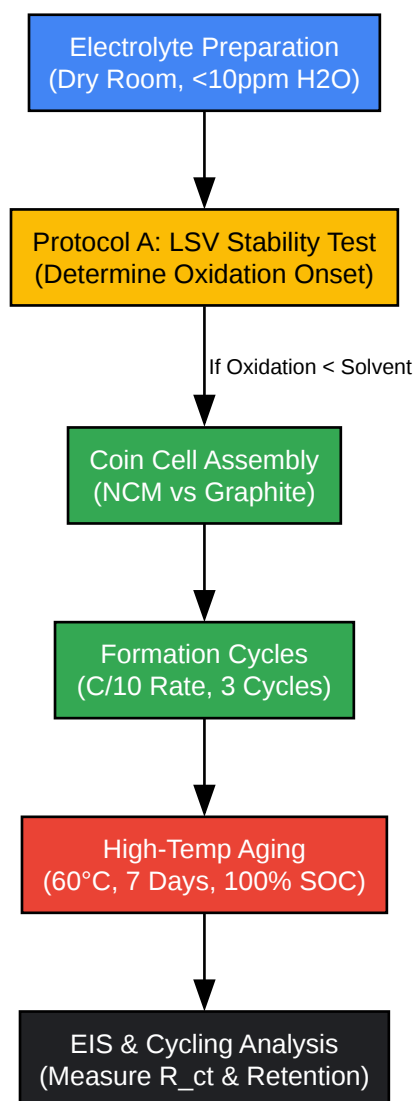 Electrolyte Preparation
(Dry Room, <10ppm H2O)
Protocol A: LSV Stability Test
(Determine Oxidation Onset)
If Oxidation < Solvent
Coin Cell Assembly
(NCM vs Graphite)
Formation Cycles
(C/10 Rate, 3 Cycles)
High-Temp Aging
(60°C, 7 Days, 100% SOC)
EIS & Cycling Analysis
(Measure R_ct & Retention)